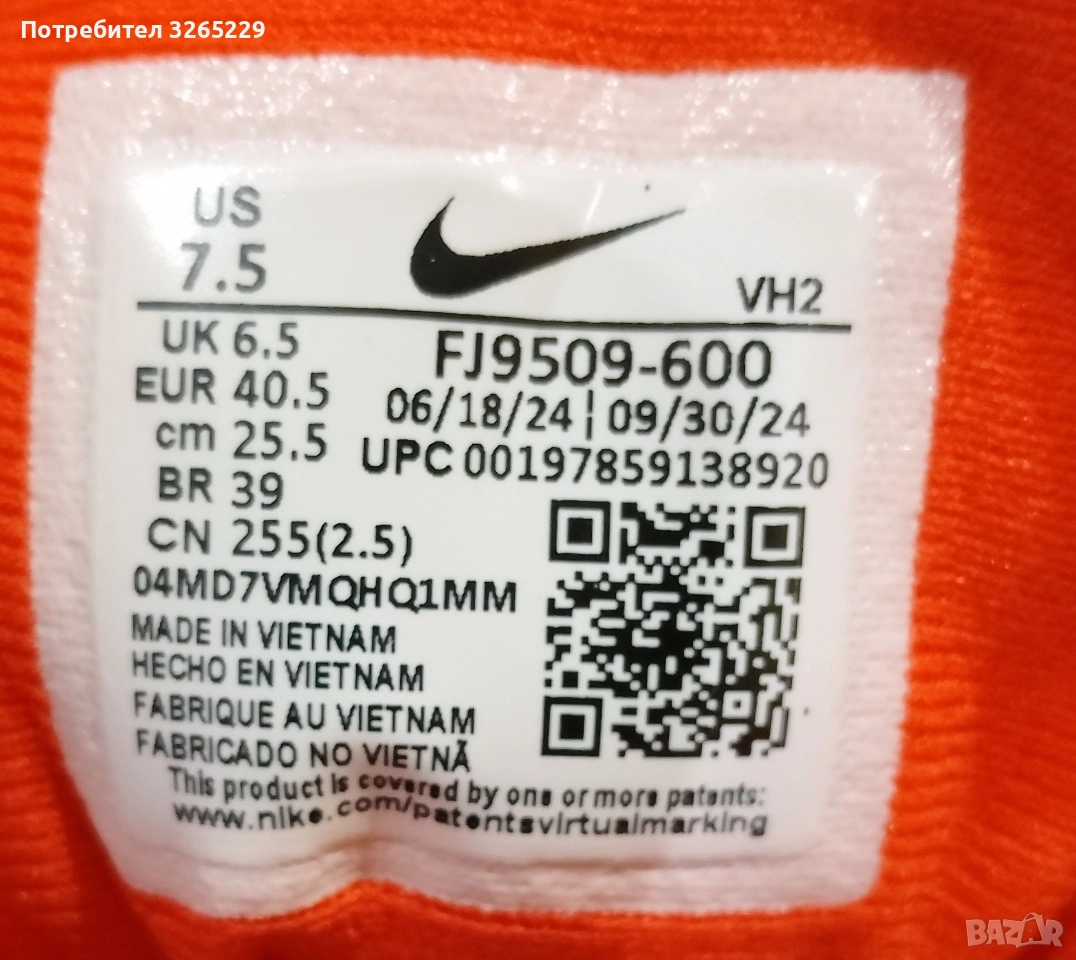 Потребител 3265229
US
7.5
VH2
UK 6.5
EUR 40.5
cm 25.5
BR 39
CN 255(2.5)
04MD7VMQHQ1MM
FJ9509-600
06/18/24 | 09/30/24
UPC 00197859138920
MADE IN VIETNAM
HECHO EN VIETNAM
FABRIQUE AU VIETNAM
FABRICADO NO VIETNÃ
This product is covered by one or more patents:
www.nike.com/patentsvirtualmarking
BAZAR